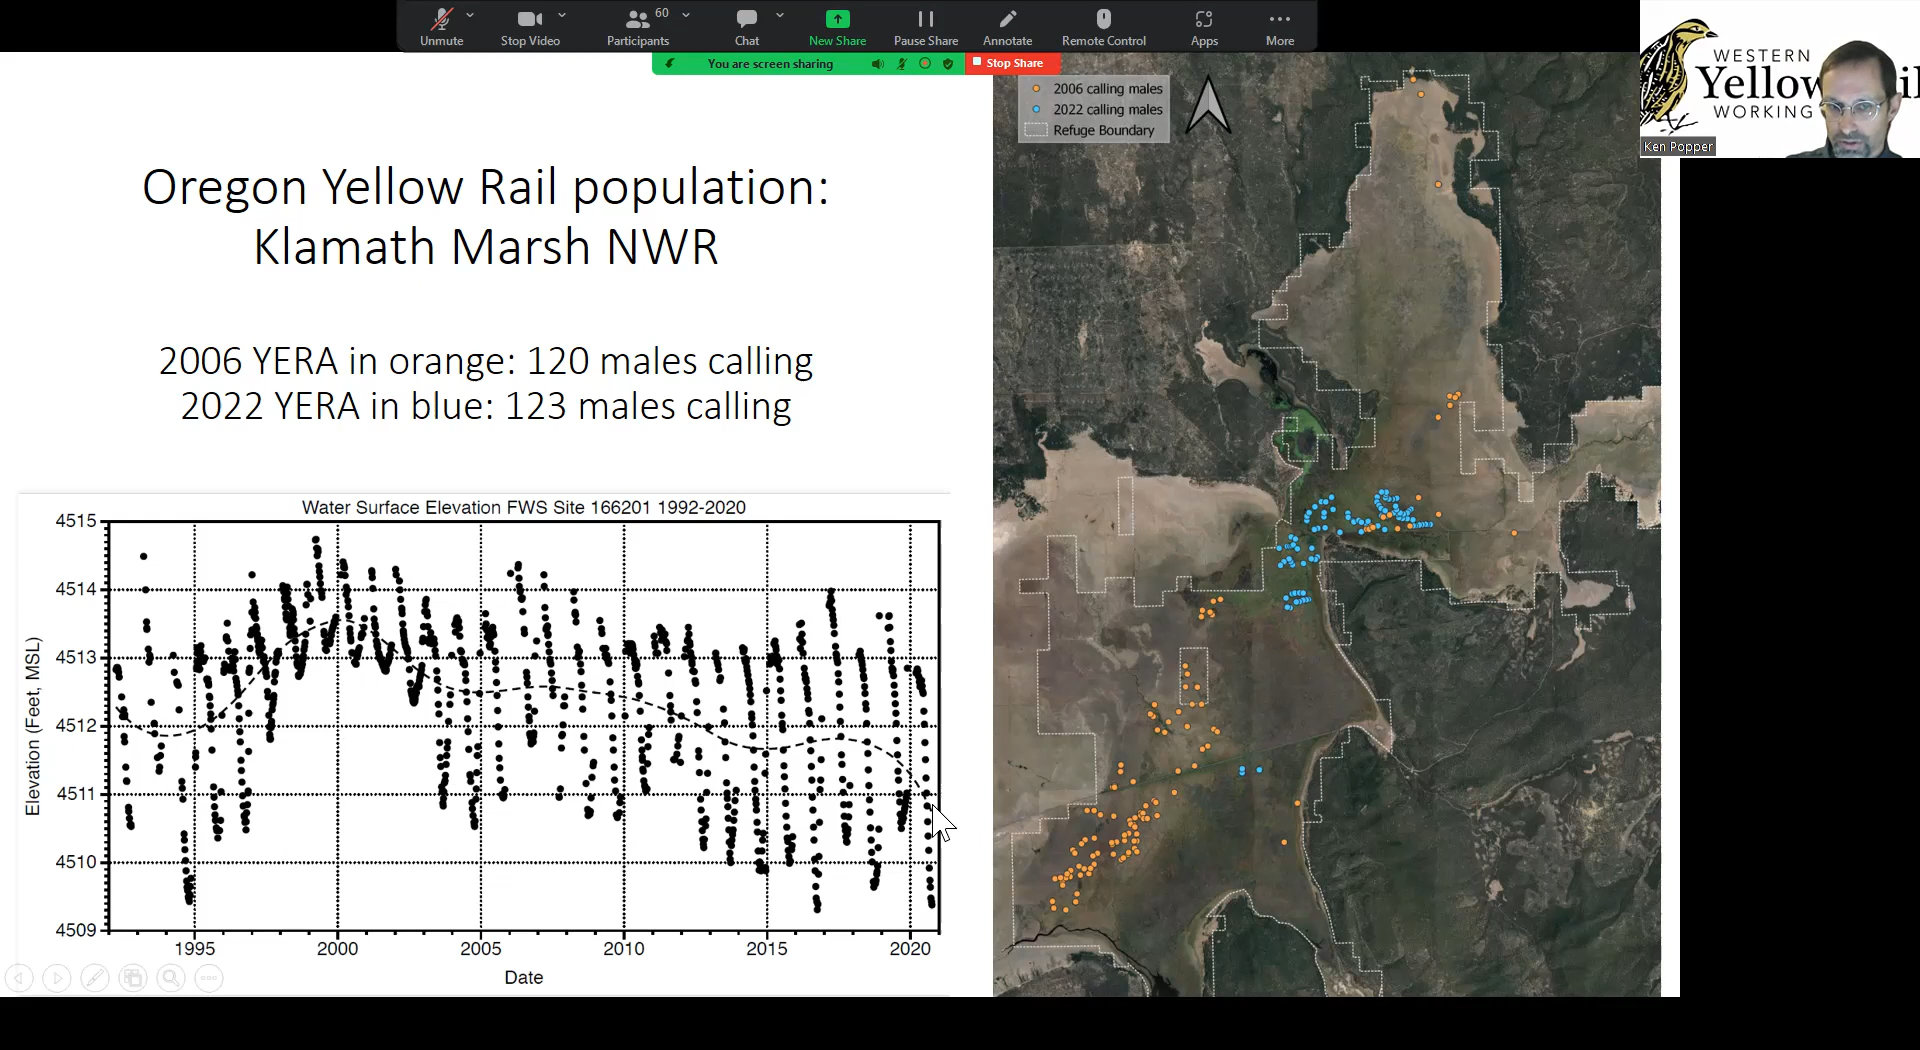 Unmute
Stop Video
Participants
60
Chat
New Share
Pause Share
Annotate
Remote Control
Apps
More
You are screen sharing
Stop Share
WESTERN
Yellow
WORKING
Ken Popper
Oregon Yellow Rail population:
Klamath Marsh NWR
2006 YERA in orange: 120 males calling
2022 YERA in blue: 123 males calling
Water Surface Elevation FWS Site 166201 1992-2020
Elevation (Feet, MSL)
4515
4514
4513
4512
4511
4510
4509
1995
2000
2005
2010
2015
2020
Date
2006 calling males
2022 calling males
Refuge Boundary